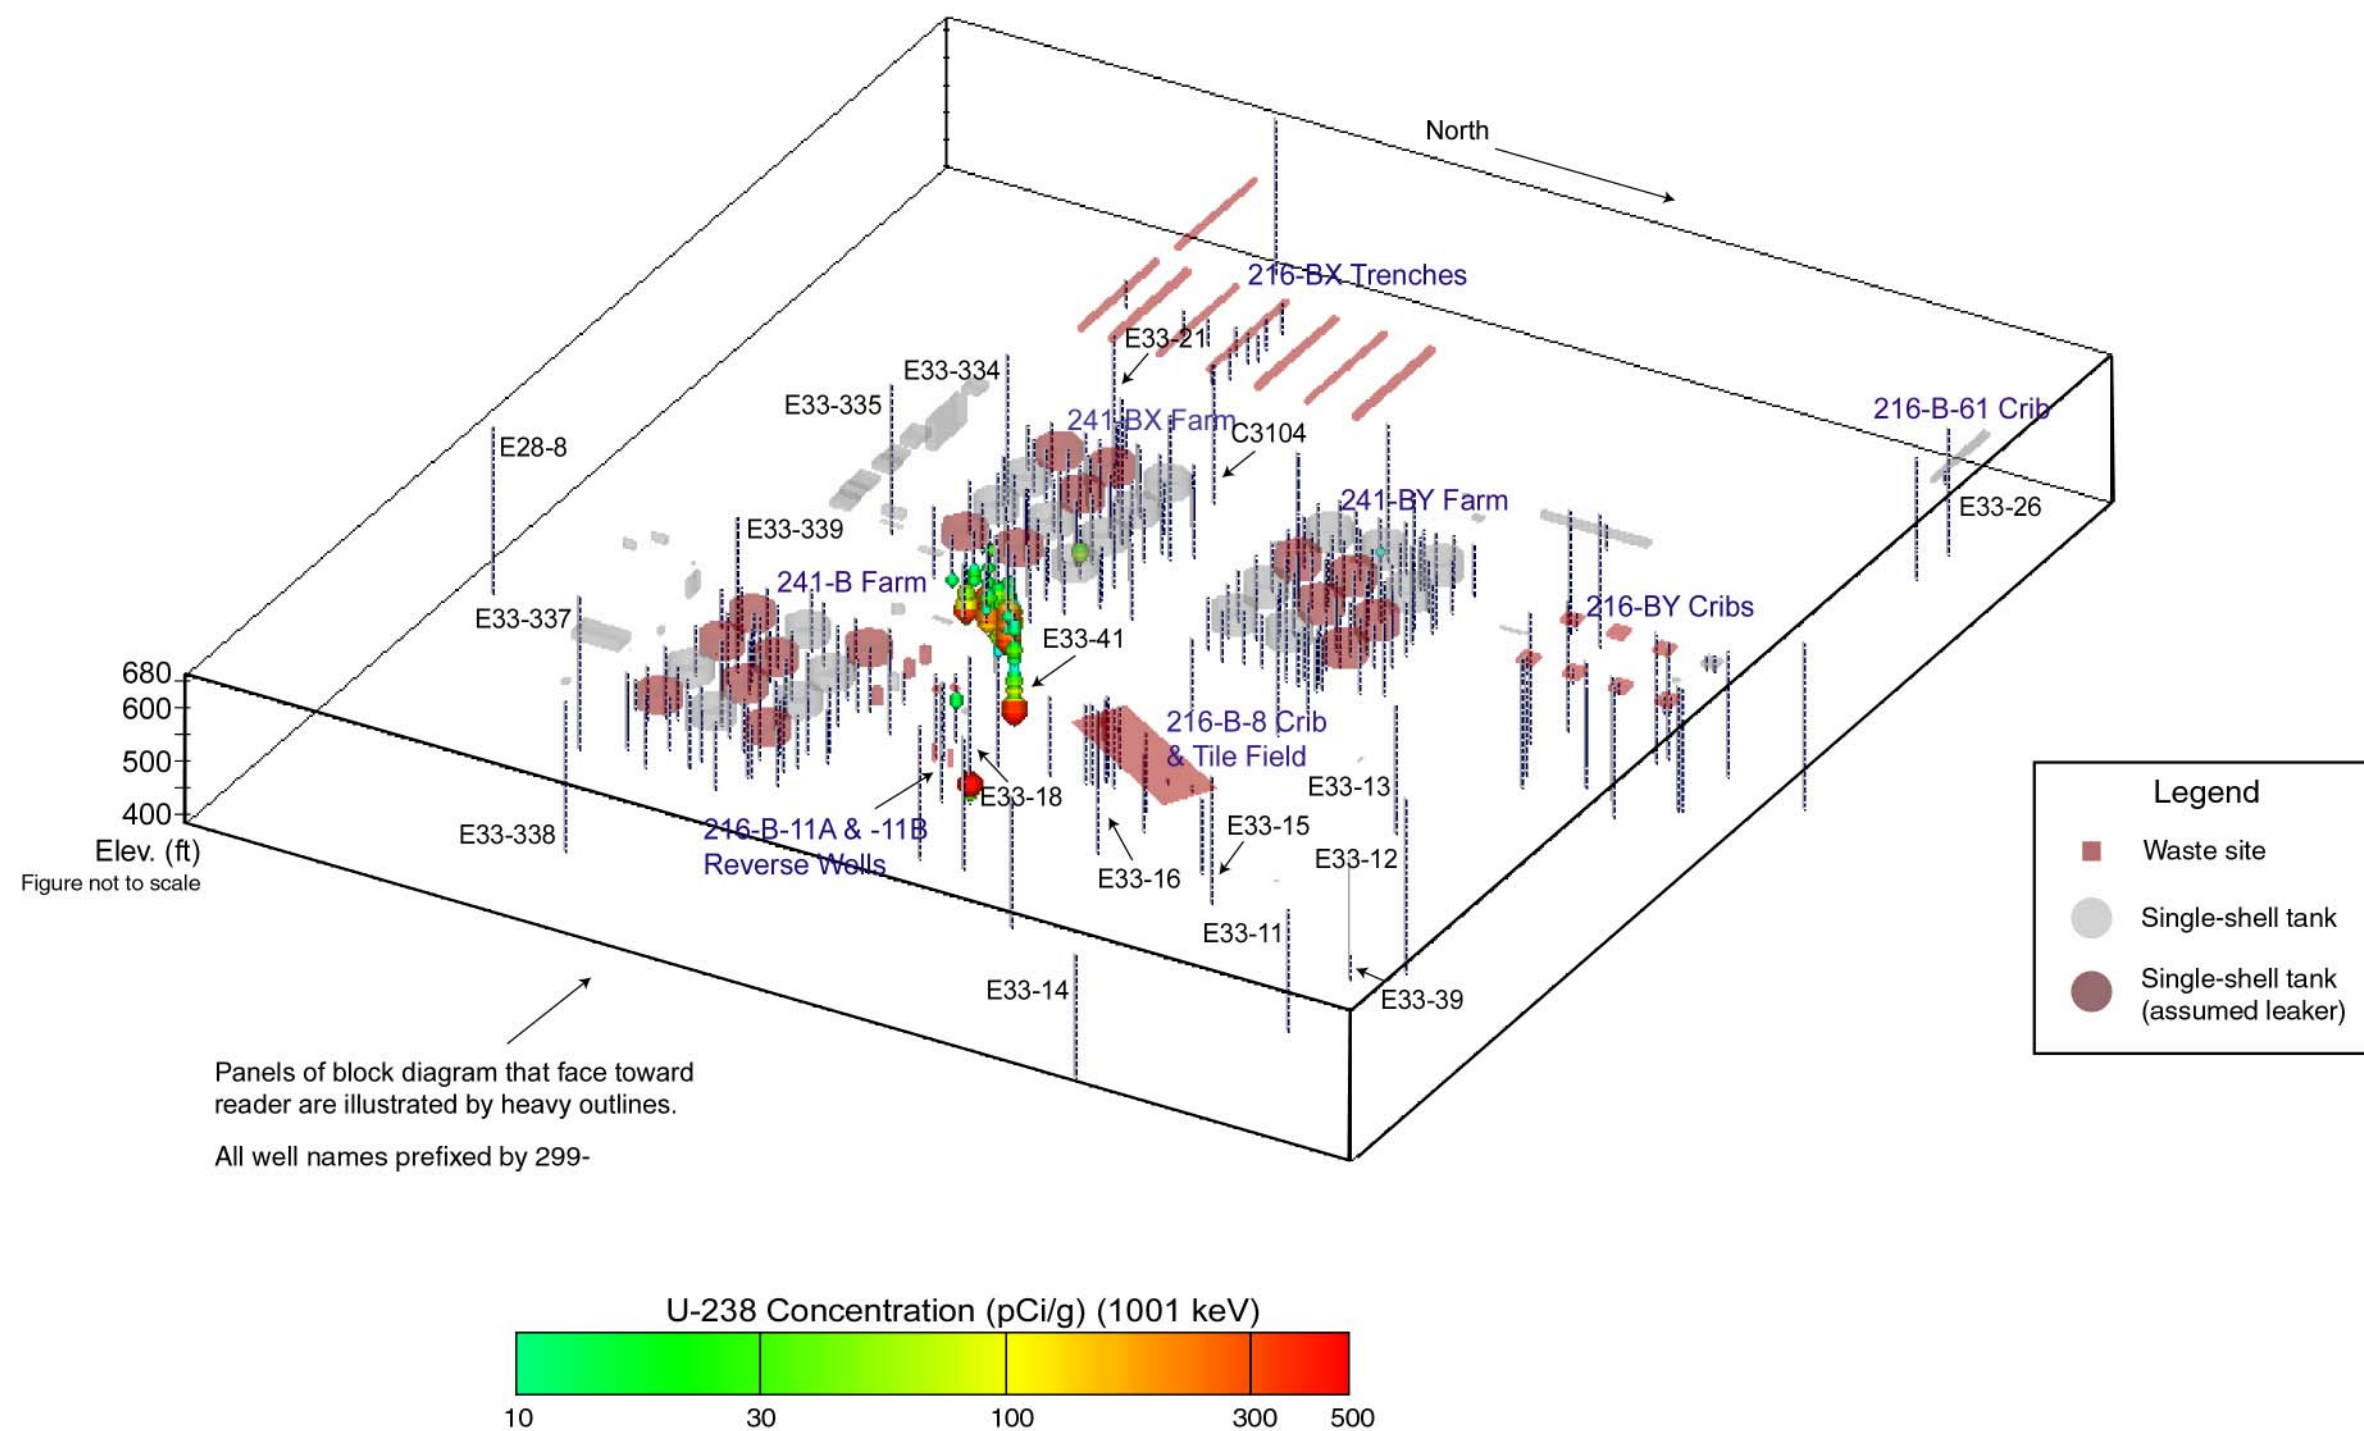 North
216-BX Trenches
E33-21
E33-334
E33-335
216-B-61 Crib
241-BX Farm
C3104
E28-8
241-BY Farm
E33-26
E33-339
241-B Farm
216-BY Cribs
E33-337
E33-41
680
600
500
400
Elev. (ft)
Figure not to scale
216-B-8 Crib
& Tile Field
E33-13
E33-18
216-B-11A & -11B
Reverse Wells
E33-338
E33-15
E33-12
E33-16
E33-11
E33-14
E33-39
Legend
Waste site
Single-shell tank
Single-shell tank
(assumed leaker)
Panels of block diagram that face toward
reader are illustrated by heavy outlines.
All well names prefixed by 299-
U-238 Concentration (pCi/g) (1001 keV)
10 30 100 300 500